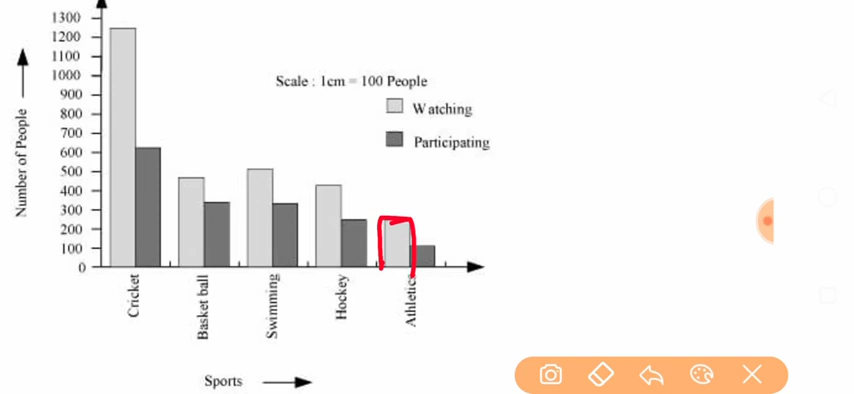 1300
1200
1100
1000
900
800
700
600
500
400
300
200
100
0
Number of People
Scale : 1cm = 100 People
Watching
Participating
Cricket
Basket ball
Swimming
Hockey
Athletics
Sports